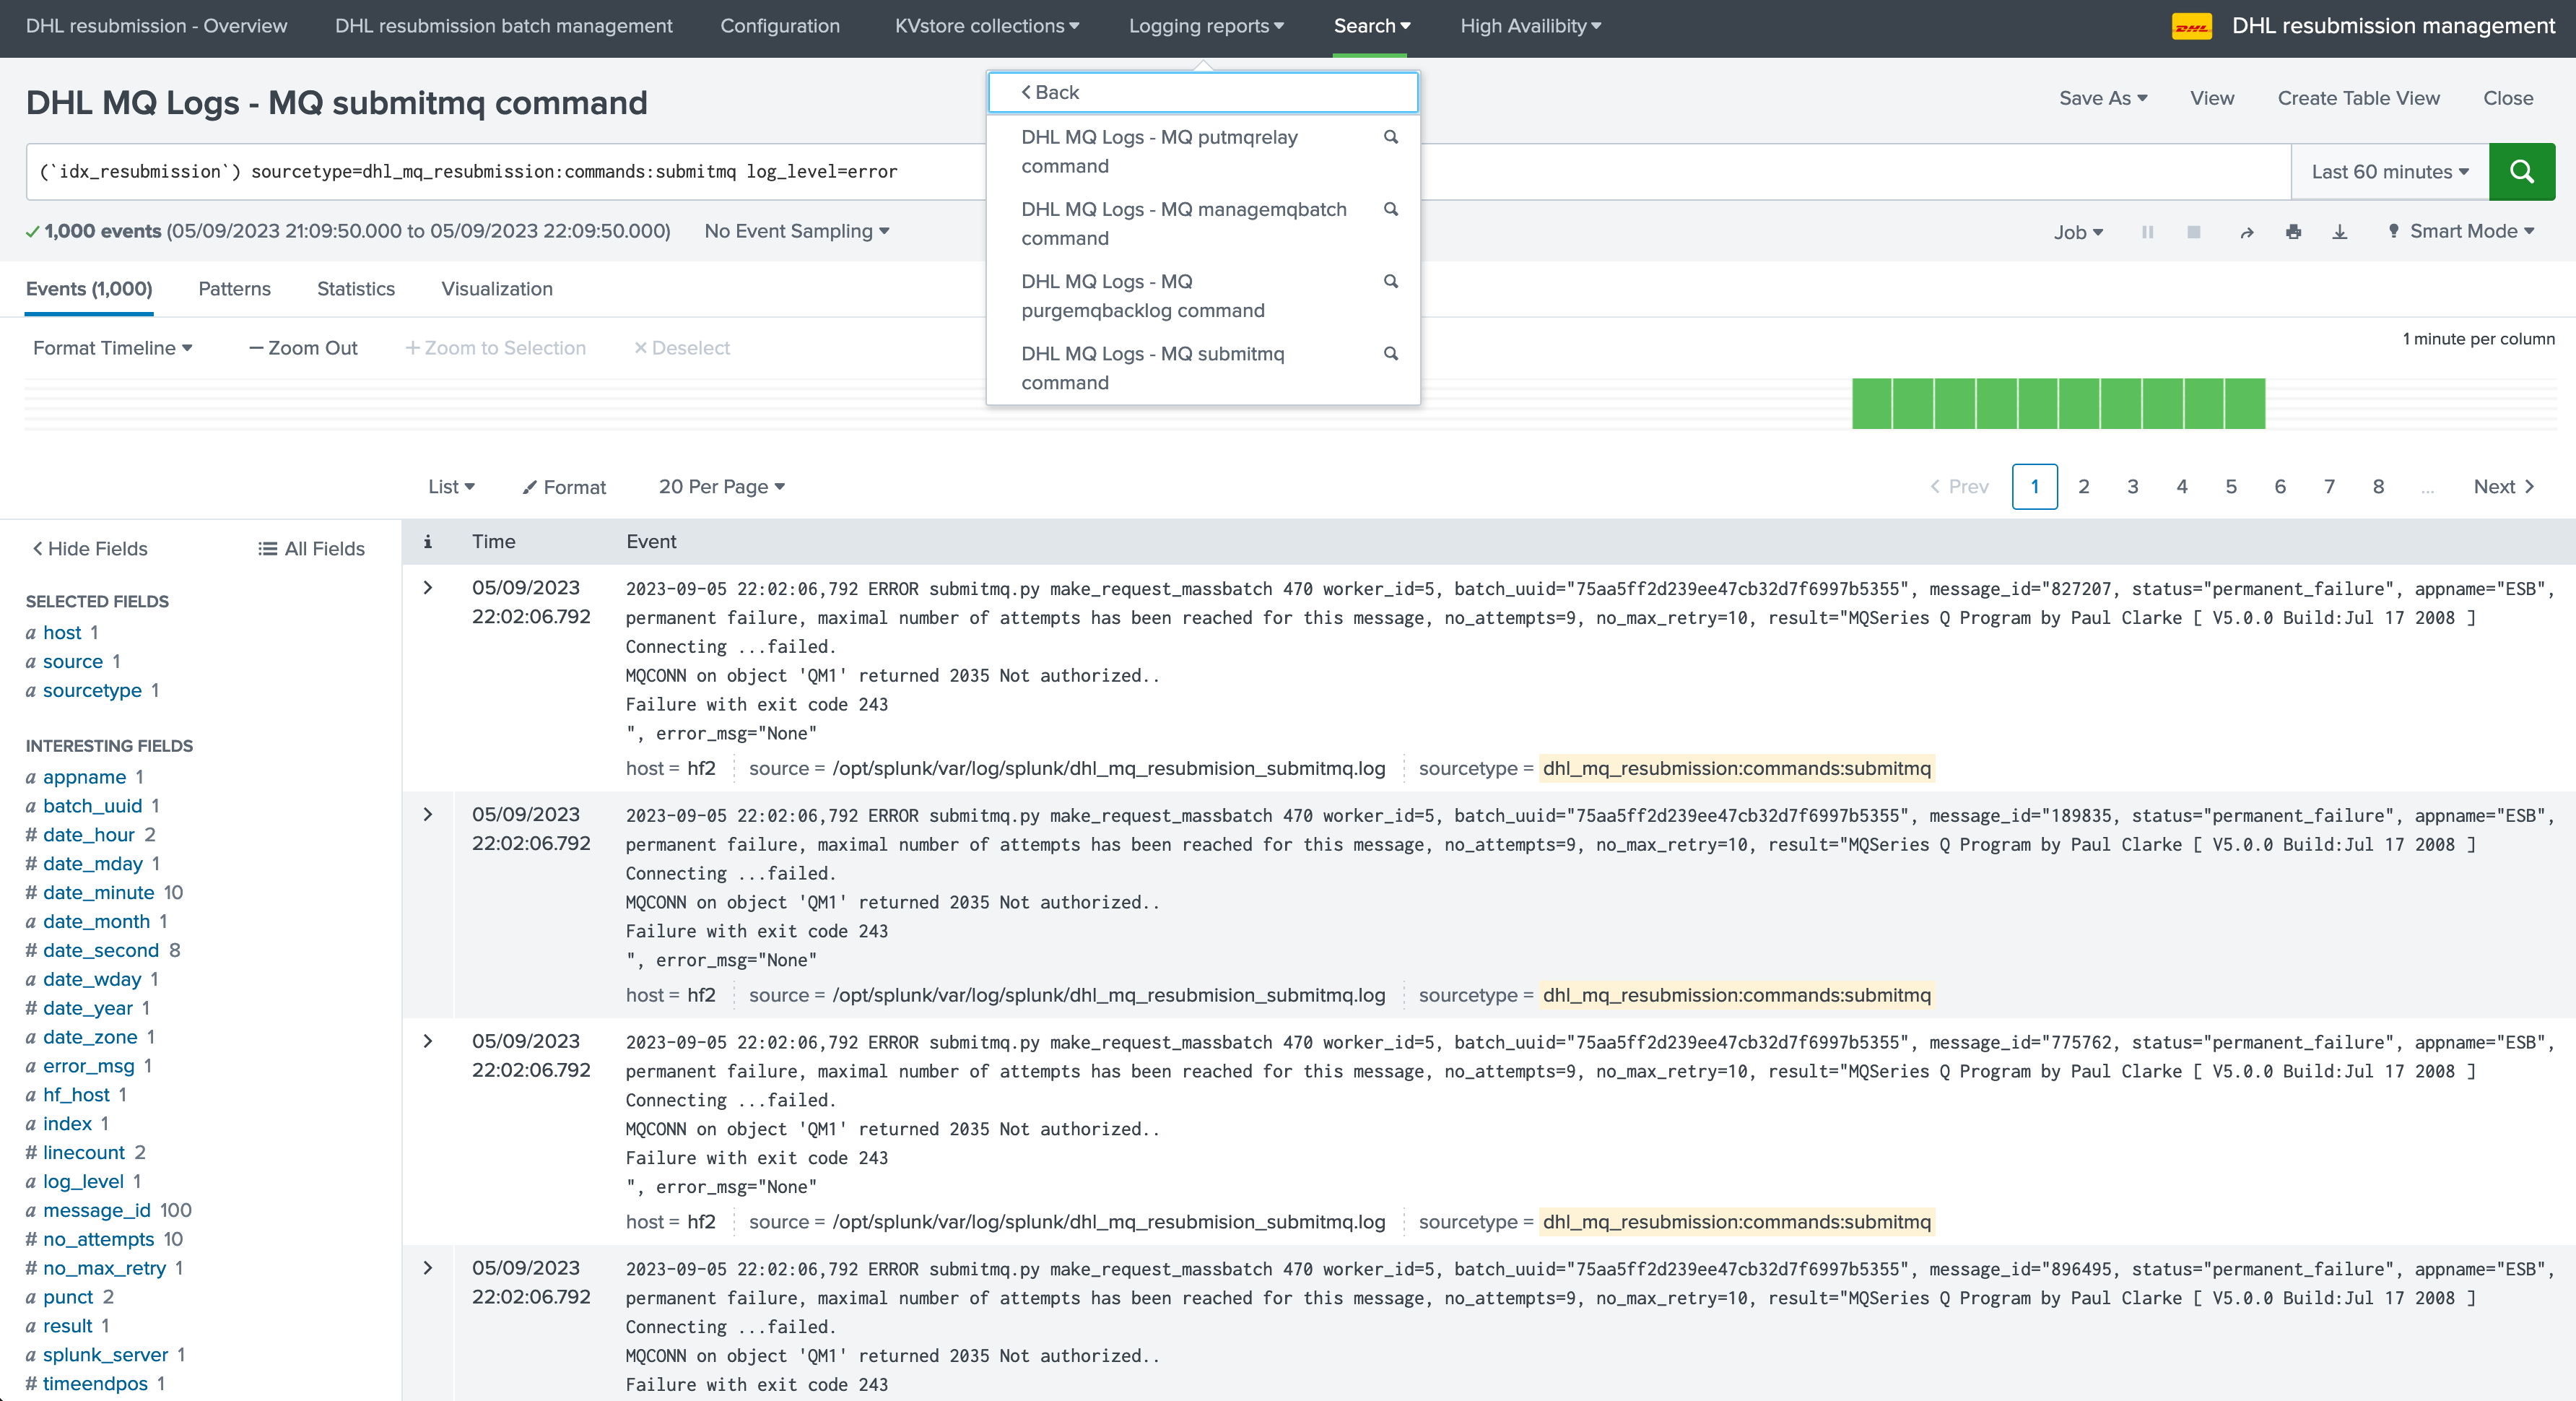 DHL resubmission - Overview
DHL resubmission batch management
Configuration
KVstore collections
Logging reports
Search
High Availibity
DHL
DHL resubmission management
DHL MQ Logs - MQ submitmq command
Save As
View
Create Table View
Close
Back
DHL MQ Logs - MQ putmqrelay
command
DHL MQ Logs - MQ managemqbatch
command
DHL MQ Logs - MQ
purgemqbacklog command
DHL MQ Logs - MQ submitmq
command
(`idx_resubmission`) sourcetype=dhl_mq_resubmission:commands:submitmq log_level=error
Last 60 minutes
1,000 events (05/09/2023 21:09:50.000 to 05/09/2023 22:09:50.000)
No Event Sampling
Job
Smart Mode
Events (1,000)
Patterns
Statistics
Visualization
Format Timeline
— Zoom Out
+ Zoom to Selection
× Deselect
1 minute per column
List
Format
20 Per Page
< Prev
1
2
3
4
5
6
7
8
...
Next >
< Hide Fields
All Fields
SELECTED FIELDS
a host 1
a source 1
a sourcetype 1
INTERESTING FIELDS
a appname 1
a batch_uuid 1
# date_hour 2
# date_mday 1
# date_minute 10
a date_month 1
# date_second 8
a date_wday 1
# date_year 1
a date_zone 1
a error_msg 1
a hf_host 1
a index 1
# linecount 2
a log_level 1
a message_id 100
# no_attempts 10
# no_max_retry 1
a punct 2
a result 1
a splunk_server 1
# timeendpos 1
i
Time
Event
05/09/2023
22:02:06.792
2023-09-05 22:02:06,792 ERROR submitmq.py make_request_massbatch 470 worker_id=5, batch_uuid="75aa5ff2d239ee47cb32d7f6997b5355", message_id="827207, status="permanent_failure", appname="ESB",
permanent failure, maximal number of attempts has been reached for this message, no_attempts=9, no_max_retry=10, result="MQSeries Q Program by Paul Clarke [ V5.0.0 Build:Jul 17 2008 ]
Connecting ...failed.
MQCONN on object 'QM1' returned 2035 Not authorized..
Failure with exit code 243
", error_msg="None"
host = hf2
source = /opt/splunk/var/log/splunk/dhl_mq_resubmision_submitmq.log
sourcetype = dhl_mq_resubmission:commands:submitmq
05/09/2023
22:02:06.792
2023-09-05 22:02:06,792 ERROR submitmq.py make_request_massbatch 470 worker_id=5, batch_uuid="75aa5ff2d239ee47cb32d7f6997b5355", message_id="189835, status="permanent_failure", appname="ESB",
permanent failure, maximal number of attempts has been reached for this message, no_attempts=9, no_max_retry=10, result="MQSeries Q Program by Paul Clarke [ V5.0.0 Build:Jul 17 2008 ]
Connecting ...failed.
MQCONN on object 'QM1' returned 2035 Not authorized..
Failure with exit code 243
", error_msg="None"
host = hf2
source = /opt/splunk/var/log/splunk/dhl_mq_resubmision_submitmq.log
sourcetype = dhl_mq_resubmission:commands:submitmq
05/09/2023
22:02:06.792
2023-09-05 22:02:06,792 ERROR submitmq.py make_request_massbatch 470 worker_id=5, batch_uuid="75aa5ff2d239ee47cb32d7f6997b5355", message_id="775762, status="permanent_failure", appname="ESB",
permanent failure, maximal number of attempts has been reached for this message, no_attempts=9, no_max_retry=10, result="MQSeries Q Program by Paul Clarke [ V5.0.0 Build:Jul 17 2008 ]
Connecting ...failed.
MQCONN on object 'QM1' returned 2035 Not authorized..
Failure with exit code 243
", error_msg="None"
host = hf2
source = /opt/splunk/var/log/splunk/dhl_mq_resubmision_submitmq.log
sourcetype = dhl_mq_resubmission:commands:submitmq
05/09/2023
22:02:06.792
2023-09-05 22:02:06,792 ERROR submitmq.py make_request_massbatch 470 worker_id=5, batch_uuid="75aa5ff2d239ee47cb32d7f6997b5355", message_id="896495, status="permanent_failure", appname="ESB",
permanent failure, maximal number of attempts has been reached for this message, no_attempts=9, no_max_retry=10, result="MQSeries Q Program by Paul Clarke [ V5.0.0 Build:Jul 17 2008 ]
Connecting ...failed.
MQCONN on object 'QM1' returned 2035 Not authorized..
Failure with exit code 243